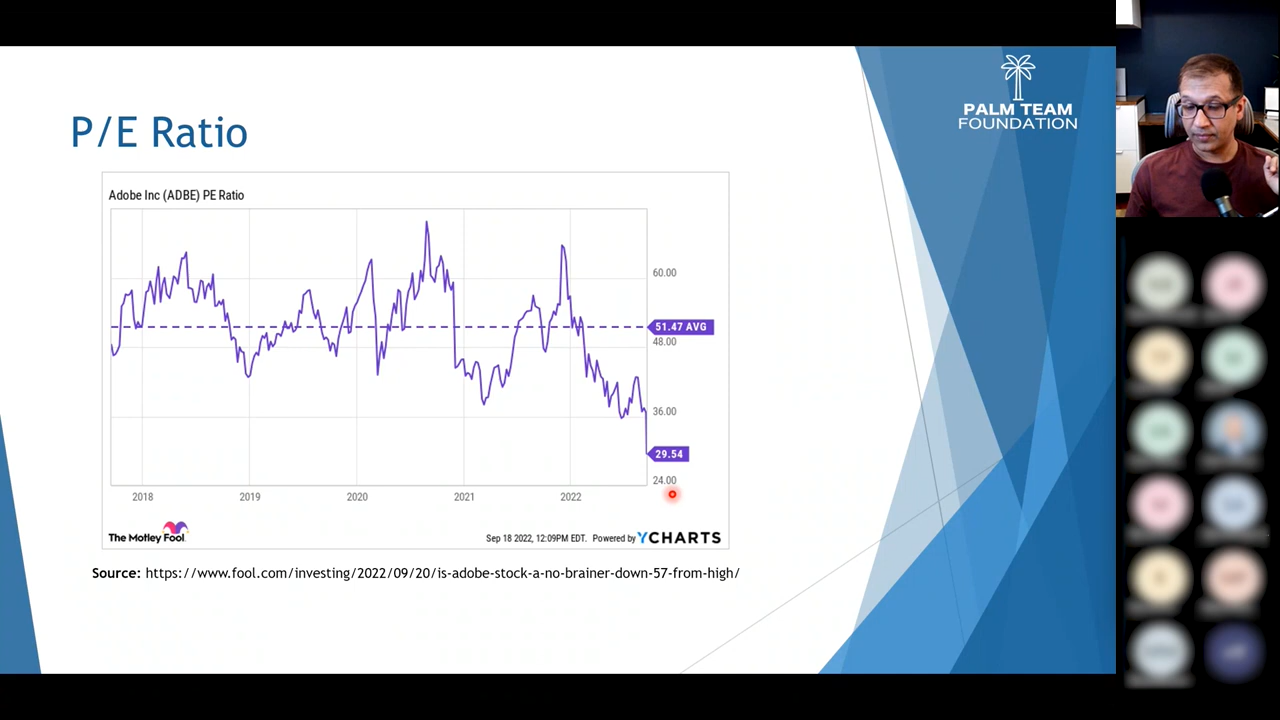 PALM TEAM
FOUNDATION
P/E Ratio
Adobe Inc (ADBE) PE Ratio
60.00
51.47 AVG
48.00
36.00
29.54
24.00
2018 2019 2020 2021 2022
The Motley Fool
Sep 18 2022, 12:09PM EDT. Powered by YCHARTS
Source: https://www.fool.com/investing/2022/09/20/is-adobe-stock-a-no-brainer-down-57-from-high/